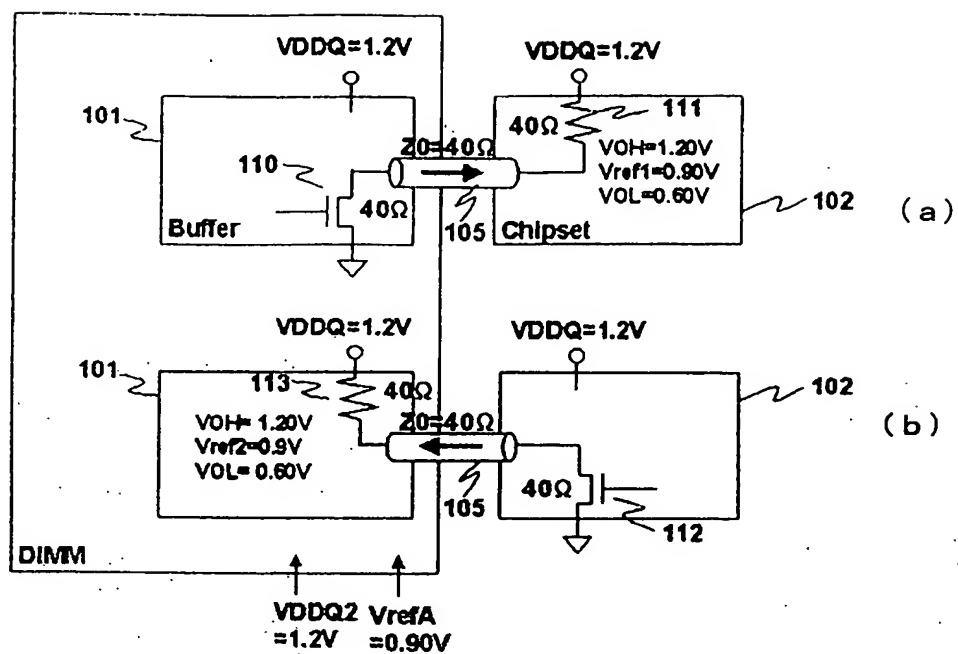 VDDQ=1.2V
VDDQ=1.2V
101
111
40Ω
Z0=40Ω
VOH=1.20V
Vref1=0.90V
VOL=0.60V
110
40Ω
102
(a)
Buffer
105
Chipset
VDDQ=1.2V
VDDQ=1.2V
101
113
40Ω
102
Z0=40Ω
(b)
VOH= 1.20V
Vref2=0.9V
VOL= 0.60V
40Ω
105
112
DIMM
VDDQ2
=1.2V
VrefA
=0.90V